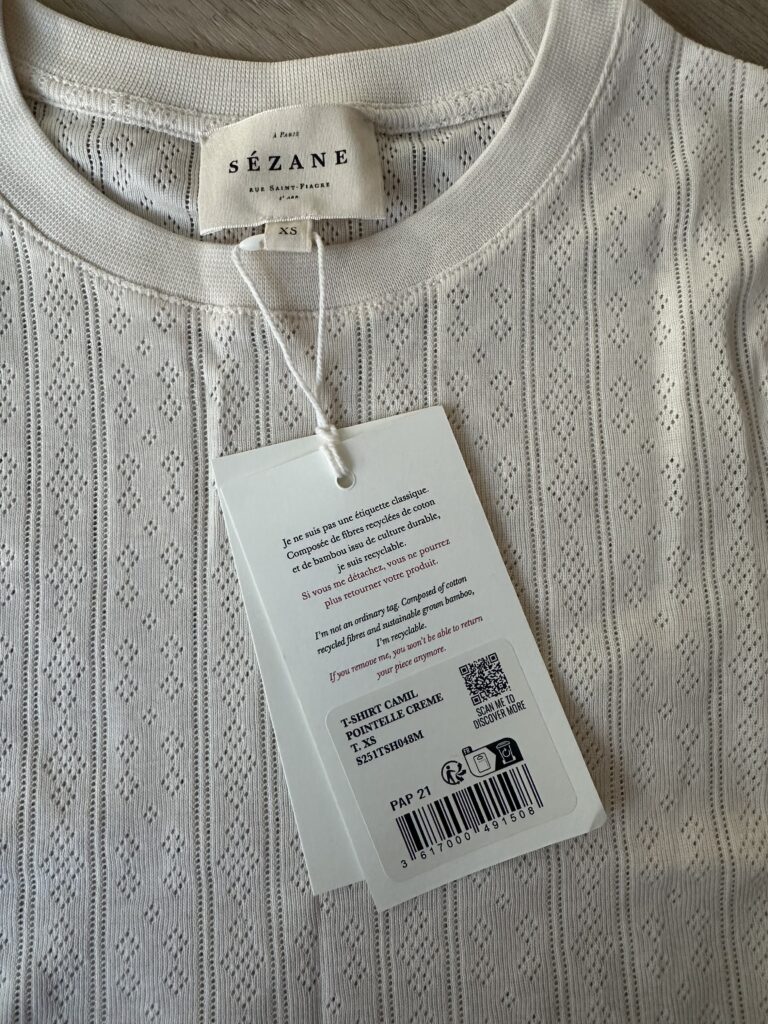 À PARIS
SÉZANE
RUE SAINT-FIACRE
2e ARR.
XS
Je ne suis pas une étiquette classique.
Composée de fibres recyclées de coton
et de bambou issu de culture durable,
je suis recyclable.
Si vous me détachez, vous ne pourrez
plus retourner votre produit.
I'm not an ordinary tag. Composed of cotton
recycled fibres and sustainable grown bamboo,
I'm recyclable.
If you remove me, you won't be able to return
your piece anymore.
T-SHIRT CAMIL
POINTELLE CREME
T. XS
S251TSH048M
SCAN ME TO
DISCOVER MORE
FR
PAP 21
3 617000 491508